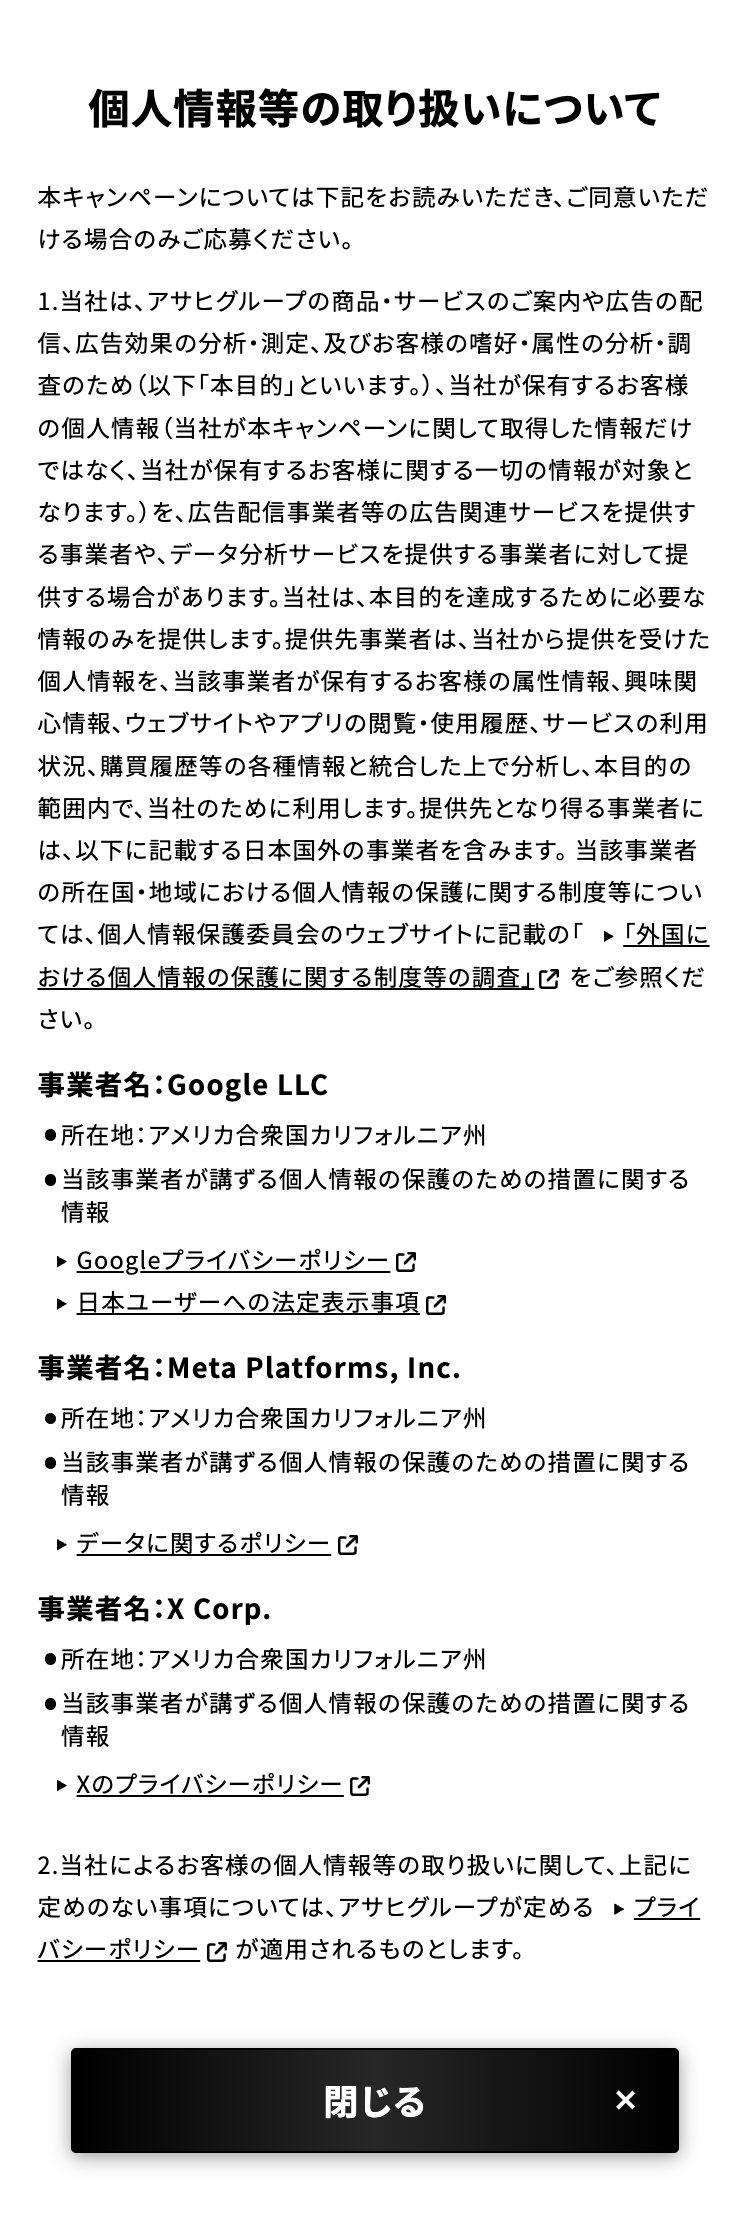 個人情報等の取り扱いについて
本キャンペーンについては下記をお読みいただき、ご同意いただ
ける場合のみご応募ください。
1.当社は、アサヒグループの商品・サービスのご案内や広告の配
信、広告効果の分析・測定、及びお客様の嗜好・属性の分析・調
査のため（以下「本目的」といいます。）、当社が保有するお客様
の個人情報（当社が本キャンペーンに関して取得した情報だけ
ではなく、当社が保有するお客様に関する一切の情報が対象と
なります。）を、広告配信事業者等の広告関連サービスを提供す
る事業者や、データ分析サービスを提供する事業者に対して提
供する場合があります。当社は、本目的を達成するために必要な
情報のみを提供します。提供先事業者は、当社から提供を受けた
個人情報を、当該事業者が保有するお客様の属性情報、興味関
心情報、ウェブサイトやアプリの閲覧・使用履歴、サービスの利用
状況、購買履歴等の各種情報と統合した上で分析し、本目的の
範囲内で、当社のために利用します。提供先となり得る事業者に
は、以下に記載する日本国外の事業者を含みます。 当該事業者
の所在国・地域における個人情報の保護に関する制度等につい
ては、個人情報保護委員会のウェブサイトに記載の「 ▶「外国に
おける個人情報の保護に関する制度等の調査」 をご参照くだ
さい。
事業者名：Google LLC
●所在地：アメリカ合衆国カリフォルニア州
●当該事業者が講ずる個人情報の保護のための措置に関する
情報
▶ Googleプライバシーポリシー
▶ 日本ユーザーへの法定表示事項
事業者名：Meta Platforms, Inc.
●所在地：アメリカ合衆国カリフォルニア州
●当該事業者が講ずる個人情報の保護のための措置に関する
情報
▶ データに関するポリシー
事業者名：X Corp.
●所在地：アメリカ合衆国カリフォルニア州
●当該事業者が講ずる個人情報の保護のための措置に関する
情報
▶ Xのプライバシーポリシー
2.当社によるお客様の個人情報等の取り扱いに関して、上記に
定めのない事項については、アサヒグループが定める ▶ プライ
バシーポリシー が適用されるものとします。
閉じる ×